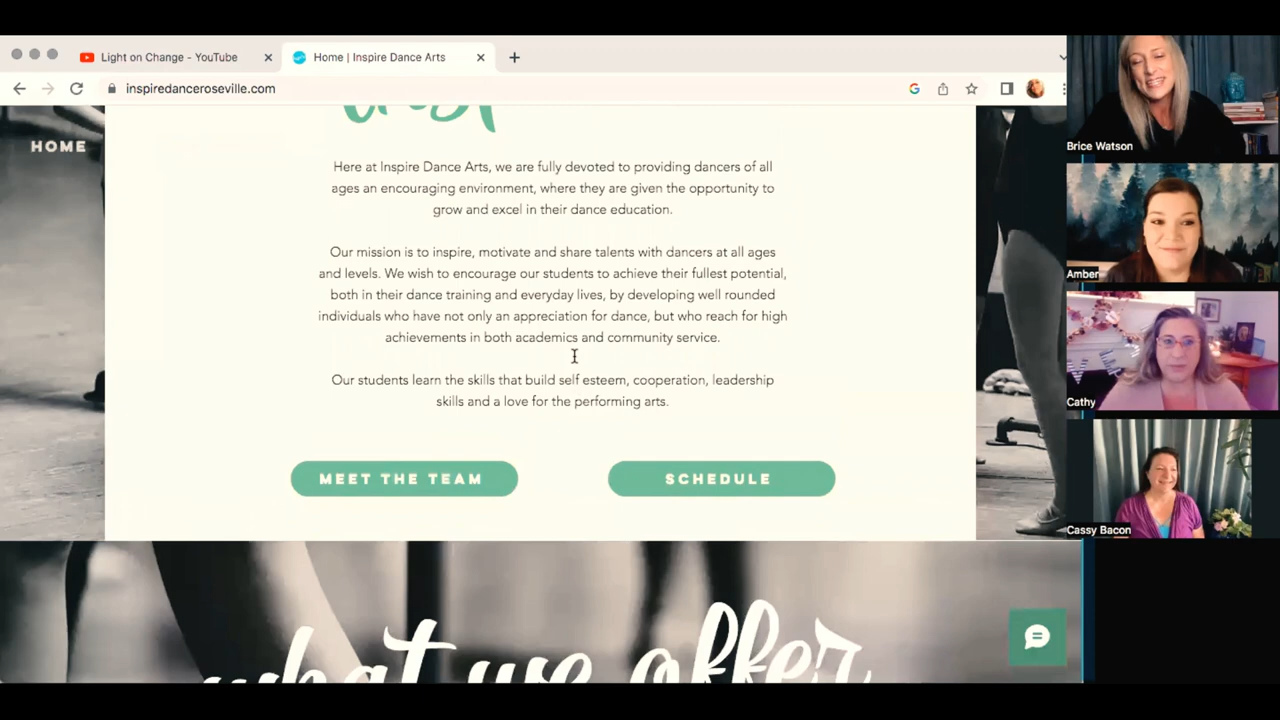 Light on Change - YouTube
Home | Inspire Dance Arts
inspiredanceroseville.com
HOME
Here at Inspire Dance Arts, we are fully devoted to providing dancers of all
ages an encouraging environment, where they are given the opportunity to
grow and excel in their dance education.
Our mission is to inspire, motivate and share talents with dancers at all ages
and levels. We wish to encourage our students to achieve their fullest potential,
both in their dance training and everyday lives, by developing well rounded
individuals who have not only an appreciation for dance, but who reach for high
achievements in both academics and community service.
Our students learn the skills that build self esteem, cooperation, leadership
skills and a love for the performing arts.
MEET THE TEAM
SCHEDULE
what we offer
Brice Watson
Amber
Cathy
Cassy Bacon